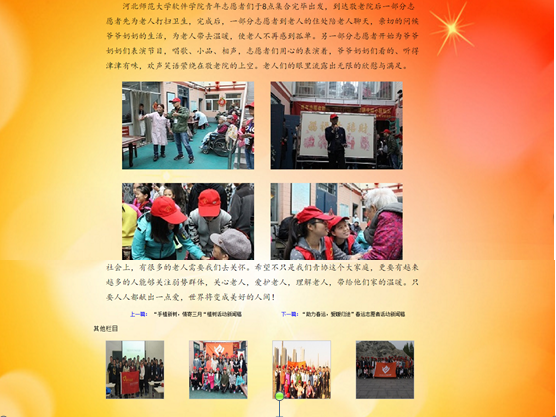 河北师范大学软件学院青年志愿者们于8点集合完毕出发，到达敬老院后一部分志
愿者先为老人打扫卫生，完成后，一部分志愿者到老人的住处陪老人聊天，亲切的问候
爷爷奶奶的生活，为老人带去温暖，使老人不再感到孤单。另一部分志愿者开始为爷爷
奶奶们表演节目，唱歌、小品、相声，志愿者们用心的表演着，爷爷奶奶们看的、听得
津津有味，欢声笑语萦绕在敬老院的上空。老人们的眼里流露出无限的欣慰与满足。
社会上，有很多的老人需要我们去关怀。希望不只是我们青协这个大家庭，更要有越来
越多的人能够关注弱势群体，关心老人，爱护老人，理解老人，带给他们家的温暖。只
要人人都献出一点爱，世界将变成美好的人间！
上一篇： “手植新树，情寄三月”植树活动新闻稿
下一篇： “助力春运，暂暖归途”春运志愿者活动新闻稿
其他栏目